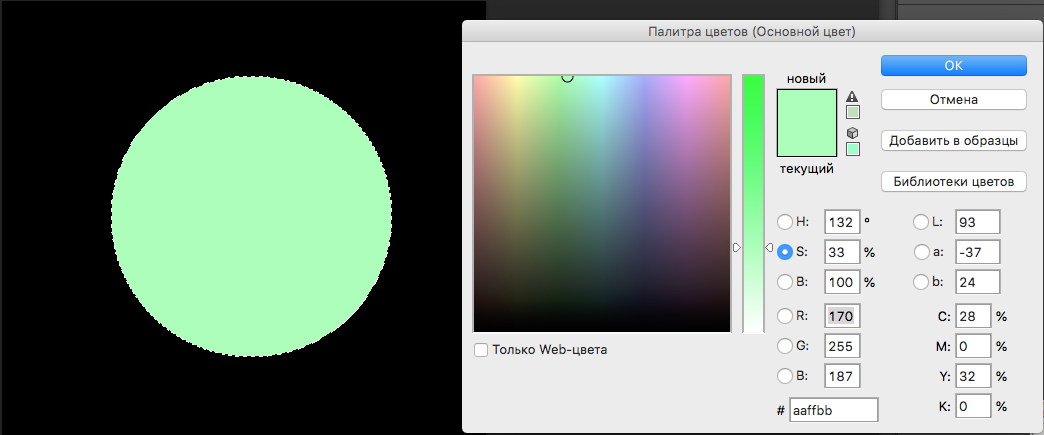 Палитра цветов (Основной цвет)
новый
текущий
OK
Отмена
Добавить в образцы
Библиотеки цветов
H: 132 °
S: 33 %
B: 100 %
R: 170
G: 255
B: 187
# aaffbb
L: 93
a: -37
b: 24
C: 28 %
M: 0 %
Y: 32 %
K: 0 %
Только Web-цвета